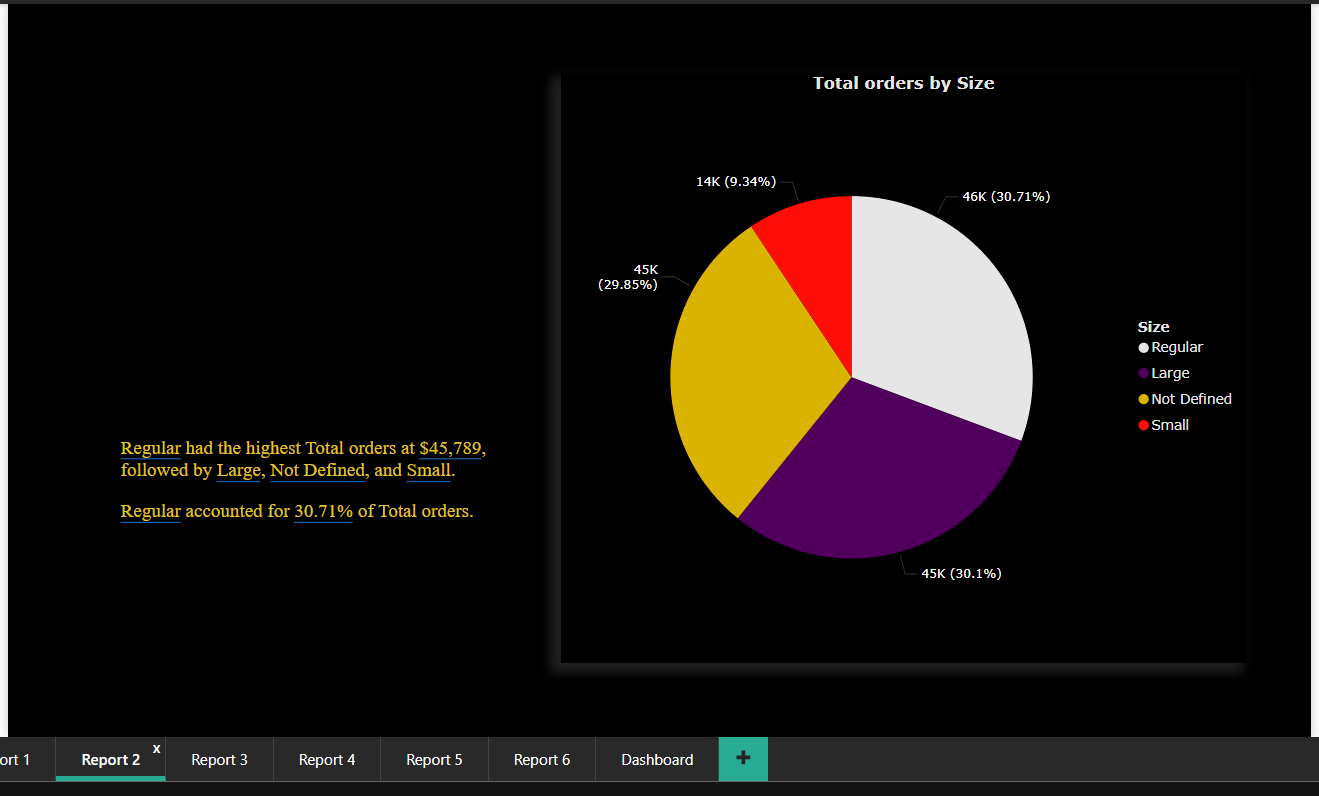 Total orders by Size
14K (9.34%)
46K (30.71%)
45K
(29.85%)
Size
Regular
Large
Not Defined
Small
Regular had the highest Total orders at $45,789,
followed by Large, Not Defined, and Small.
Regular accounted for 30.71% of Total orders.
45K (30.1%)
ort 1
Report 2 x
Report 3
Report 4
Report 5
Report 6
Dashboard
+